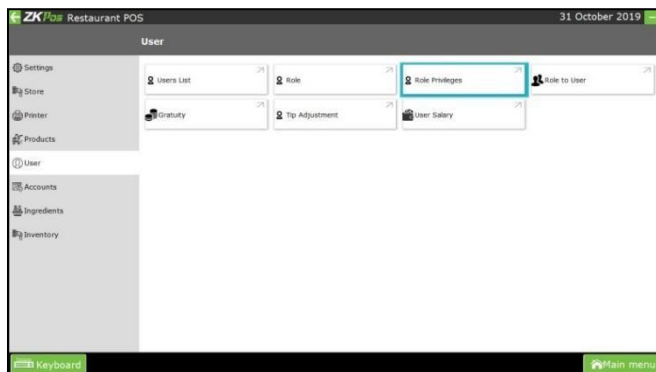 ZKPos Restaurant POS
31 October 2019
User
Settings
Store
Printer
Products
User
Accounts
Ingredients
Inventory
Users List
Role
Role Privileges
Role to User
Gratuity
Tip Adjustment
User Salary
Keyboard
Main menu